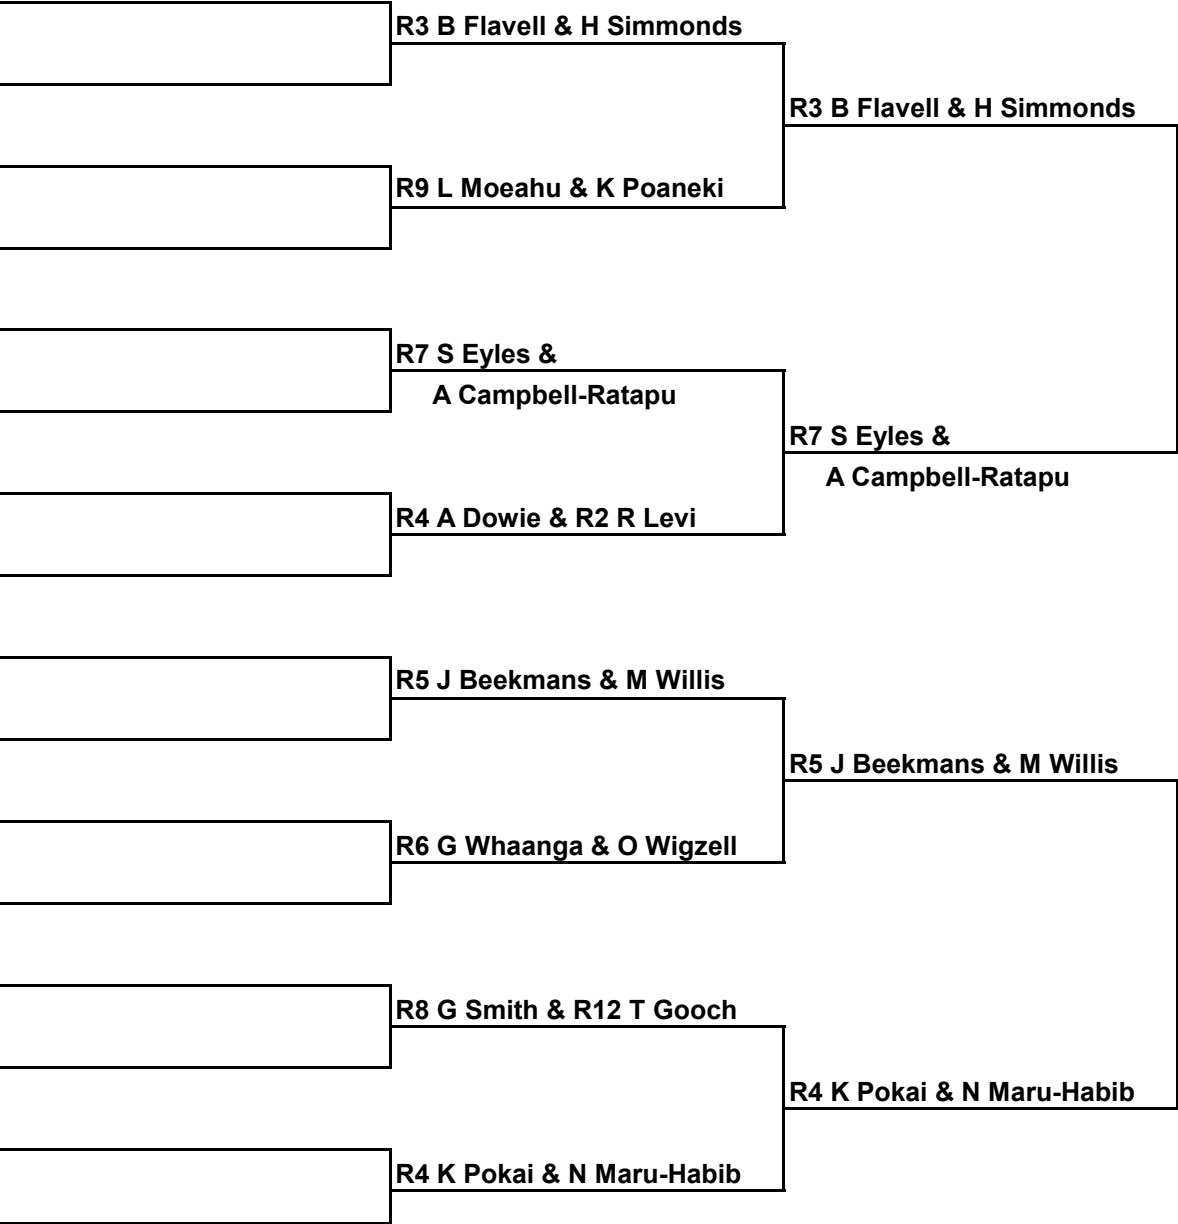 R3 B Flavell & H Simmonds
R3 B Flavell & H Simmonds
R9 L Moeahu & K Poaneki
R7 S Eyles &
A Campbell-Ratapu
R7 S Eyles &
A Campbell-Ratapu
R4 A Dowie & R2 R Levi
R5 J Beekmans & M Willis
R5 J Beekmans & M Willis
R6 G Whaanga & O Wigzell
R8 G Smith & R12 T Gooch
R4 K Pokai & N Maru-Habib
R4 K Pokai & N Maru-Habib